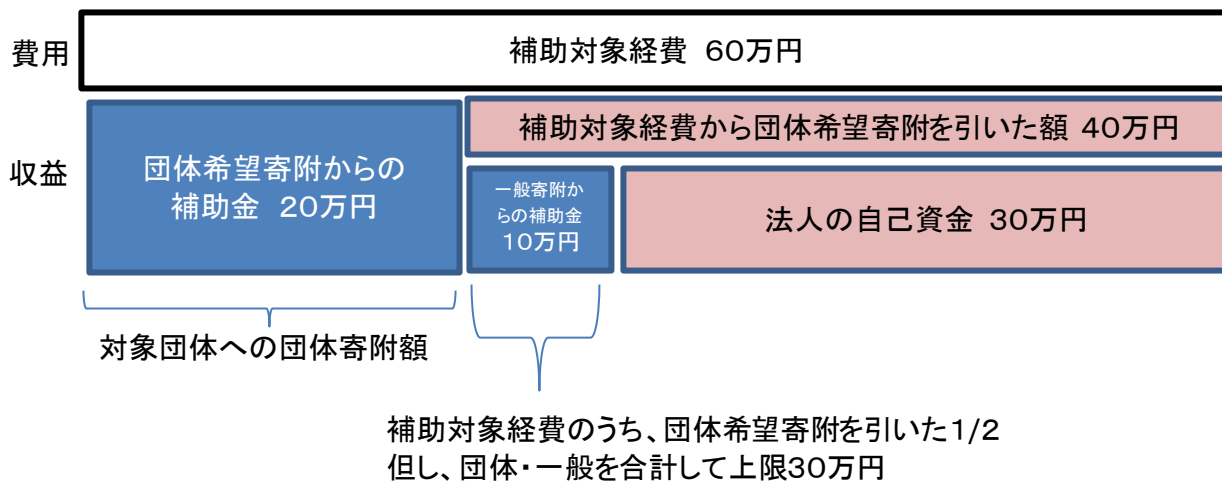 費用
補助対象経費 60万円
収益
団体希望寄附からの
補助金 20万円
補助対象経費から団体希望寄附を引いた額 40万円
一般寄附か
らの補助金
10万円
法人の自己資金 30万円
対象団体への団体寄附額
補助対象経費のうち、団体希望寄附を引いた1/2
但し、団体・一般を合計して上限30万円